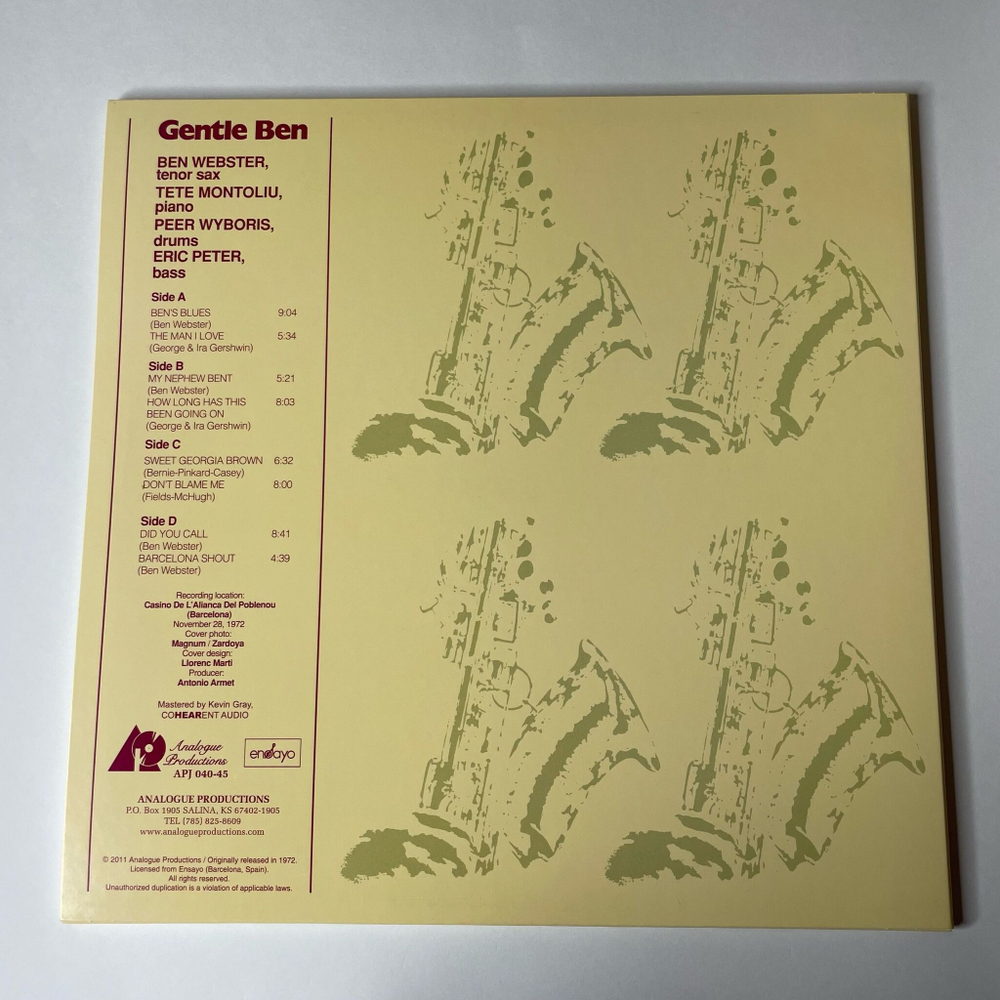 Gentle Ben
BEN WEBSTER,
tenor sax
TETE MONTOLIU,
piano
PEER WYBORIS,
drums
ERIC PETER,
bass
Side A
BEN'S BLUES 9:04
(Ben Webster)
THE MAN I LOVE 5:34
(George & Ira Gershwin)
Side B
MY NEPHEW BENT 5:21
(Ben Webster)
HOW LONG HAS THIS 8:03
BEEN GOING ON
(George & Ira Gershwin)
Side C
SWEET GEORGIA BROWN 6:32
(Bernie-Pinkard-Casey)
DON'T BLAME ME 8:00
(Fields-McHugh)
Side D
DID YOU CALL 8:41
(Ben Webster)
BARCELONA SHOUT 4:39
(Ben Webster)
Recording location:
Casino De L'Alianca Del Poblenou
(Barcelona)
November 28, 1972
Cover photo:
Magnum / Zardoya
Cover design:
Llorenc Marti
Producer:
Antonio Armet
Mastered by Kevin Gray,
COHEARENT AUDIO
Analogue
Productions
APJ 040-45
ensayo
ANALOGUE PRODUCTIONS
P.O. Box 1905 SALINA, KS 67402-1905
TEL (785) 825-8609
www.analogueproductions.com
© 2011 Analogue Productions / Originally released in 1972.
Licensed from Ensayo (Barcelona, Spain).
All rights reserved.
Unauthorized duplication is a violation of applicable laws.